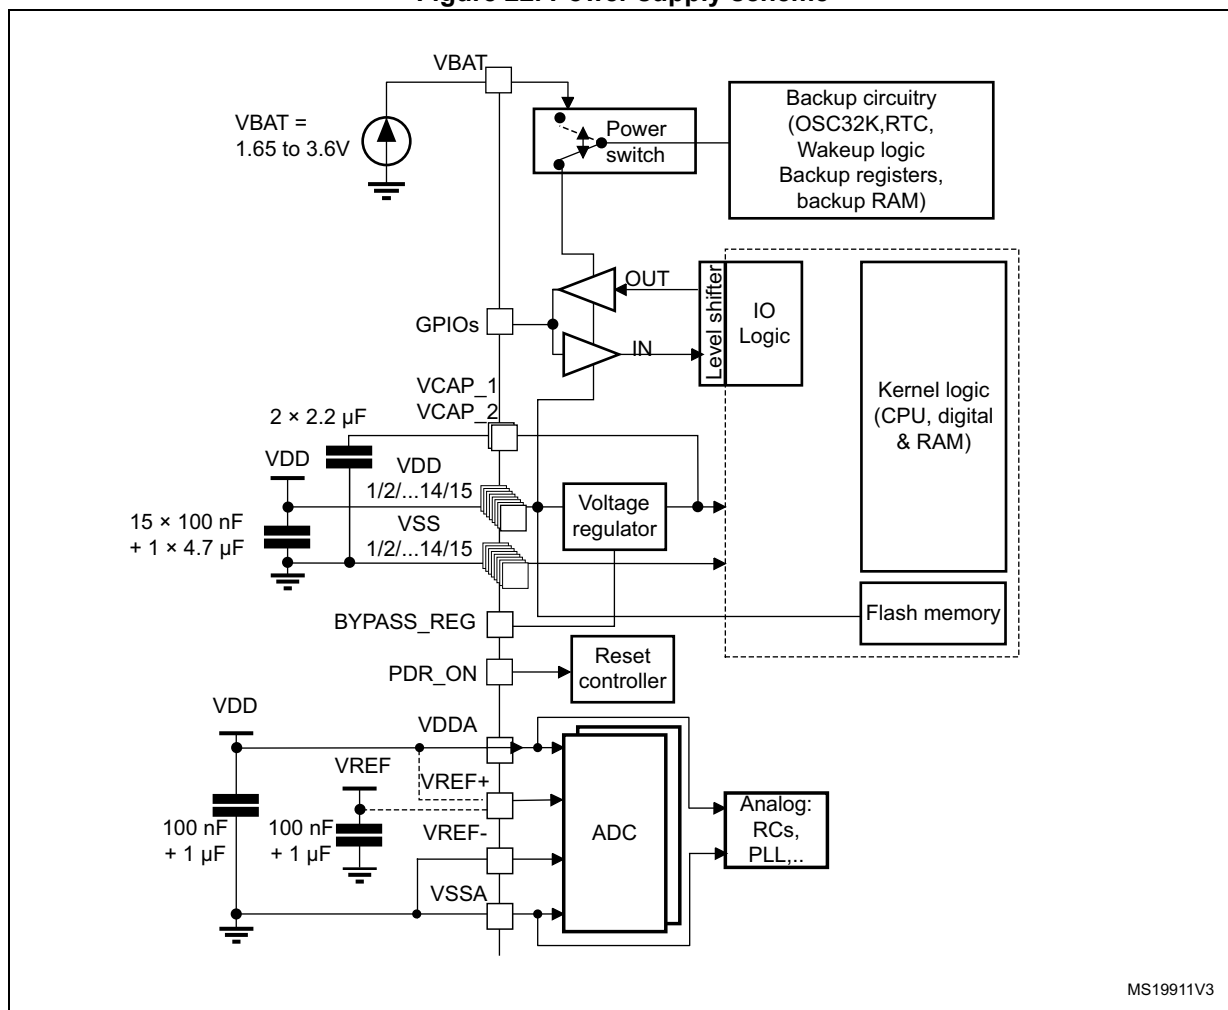 VBAT
VBAT =
1.65 to 3.6V
Power
switch
Backup circuitry
(OSC32K,RTC,
Wakeup logic
Backup registers,
backup RAM)
OUT
GPIOs
IN
Level shifter
IO
Logic
Kernel logic
(CPU, digital
& RAM)
VCAP_1
VCAP_2
2 × 2.2 µF
VDD
VDD
1/2/...14/15
Voltage
regulator
15 × 100 nF
+ 1 × 4.7 µF
VSS
1/2/...14/15
Flash memory
BYPASS_REG
PDR_ON
Reset
controller
VDD
VDDA
VREF
VREF+
100 nF
+ 1 µF
100 nF
+ 1 µF
VREF-
VSSA
ADC
Analog:
RCs,
PLL,..
MS19911V3